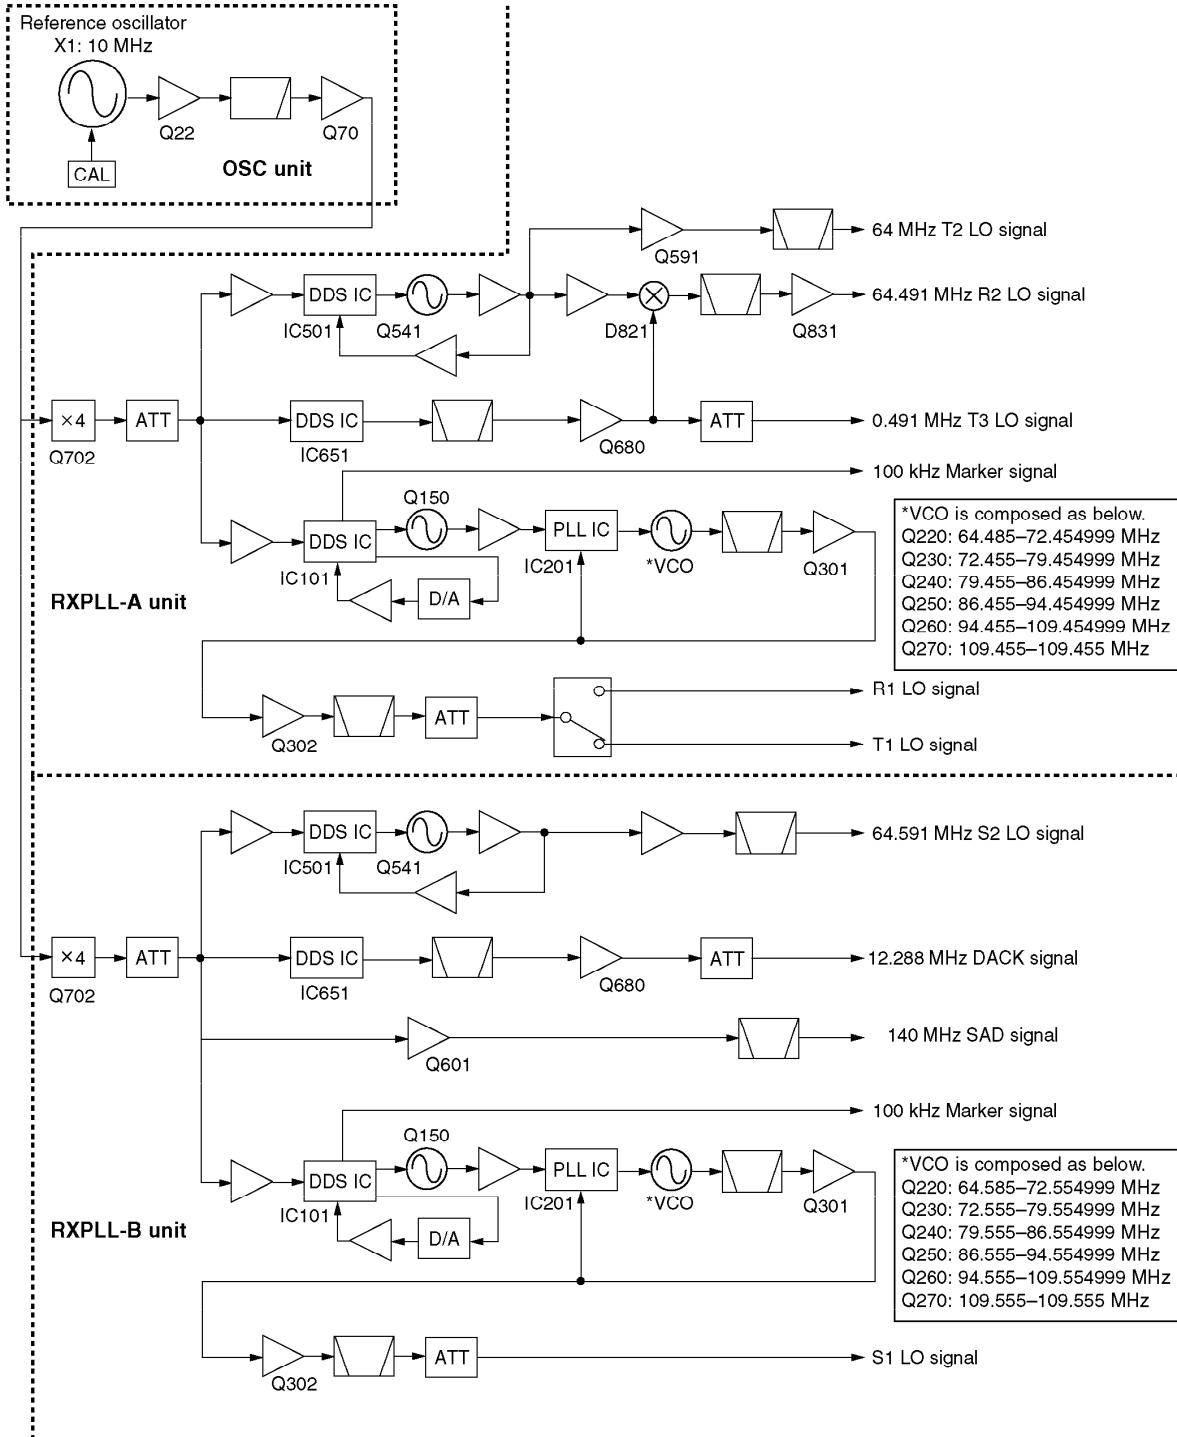 Reference oscillator
X1: 10 MHz
Q22
Q70
CAL
OSC unit
Q591
64 MHz T2 LO signal
DDS IC
64.491 MHz R2 LO signal
IC501
Q541
D821
Q831
×4
ATT
DDS IC
ATT
0.491 MHz T3 LO signal
Q702
IC651
Q680
100 kHz Marker signal
Q150
DDS IC
PLL IC
IC101
IC201
*VCO
Q301
D/A
RXPLL-A unit
*VCO is composed as below.
Q220: 64.485–72.454999 MHz
Q230: 72.455–79.454999 MHz
Q240: 79.455–86.454999 MHz
Q250: 86.455–94.454999 MHz
Q260: 94.455–109.454999 MHz
Q270: 109.455–109.455 MHz
R1 LO signal
ATT
Q302
T1 LO signal
DDS IC
64.591 MHz S2 LO signal
IC501
Q541
×4
ATT
DDS IC
ATT
12.288 MHz DACK signal
Q702
IC651
Q680
140 MHz SAD signal
Q601
100 kHz Marker signal
Q150
DDS IC
PLL IC
IC101
IC201
*VCO
Q301
D/A
RXPLL-B unit
*VCO is composed as below.
Q220: 64.585–72.554999 MHz
Q230: 72.555–79.554999 MHz
Q240: 79.555–86.554999 MHz
Q250: 86.555–94.554999 MHz
Q260: 94.555–109.554999 MHz
Q270: 109.555–109.555 MHz
ATT
S1 LO signal
Q302